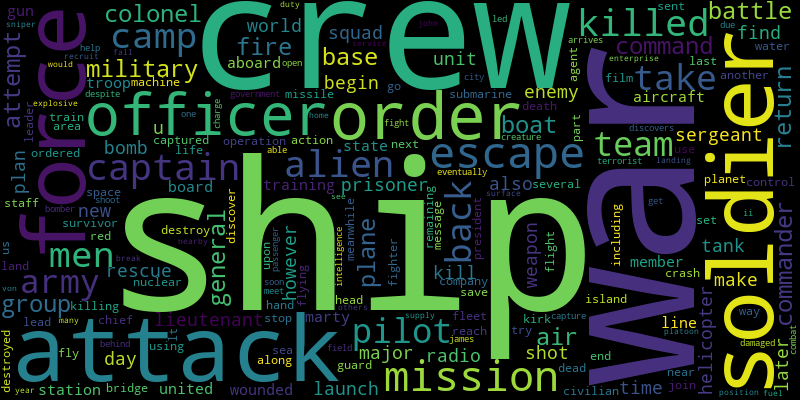 gun
colonel
crew
duty
sniper
john
led
sent
battle
due
world
killed
find
force
camp
squad
fire
aboard
open
base
unit
arrives
agent
city
service
command
film
last
water
another
enterprise
attempt
help
fall
recruit
military
begin
go
submarine
enemy
take
aircraft
would
troop
machine
government
missile
death
discovers
explosive
despite
one
charge
home
fight
creature
part
war
soldier
return
leader
train
area
officer
order
boat
team
sergeant
use
terrorist
landing
plan
ordered
bomb
captured
u
operation
action
state
next
escape
life
able
captain
alien
prisoner
eventually
several
also
planet
control
staff
space
shoot
board
training
see
surface
get
ii
bomber
new
survivor
red
general
discover
ship
back
remaining
message
president
including
set
way
us
men
destroy
nearby
upon
passenger
however
meanwhile
plane
fighter
flight
weapon
tank
commander
land
break
rescue
nuclear
soon
meet
flying
intelligence
kill
company
member
crash
von
army
killing
hand
head
others
save
island
make
group
lieutenant
stop
marty
supply
fleet
reach
kirk
try
capture
helicopter
near
platoon
lead
many
chief
it
attack
pilot
air
line
later
combat
destroyed
fly
behind
using
sea
field
james
major
radio
shot
end
time
join
damaged
day
along
year
station
bridge
united
wounded
launch
guard
mission
dead
civilian
position
fuel